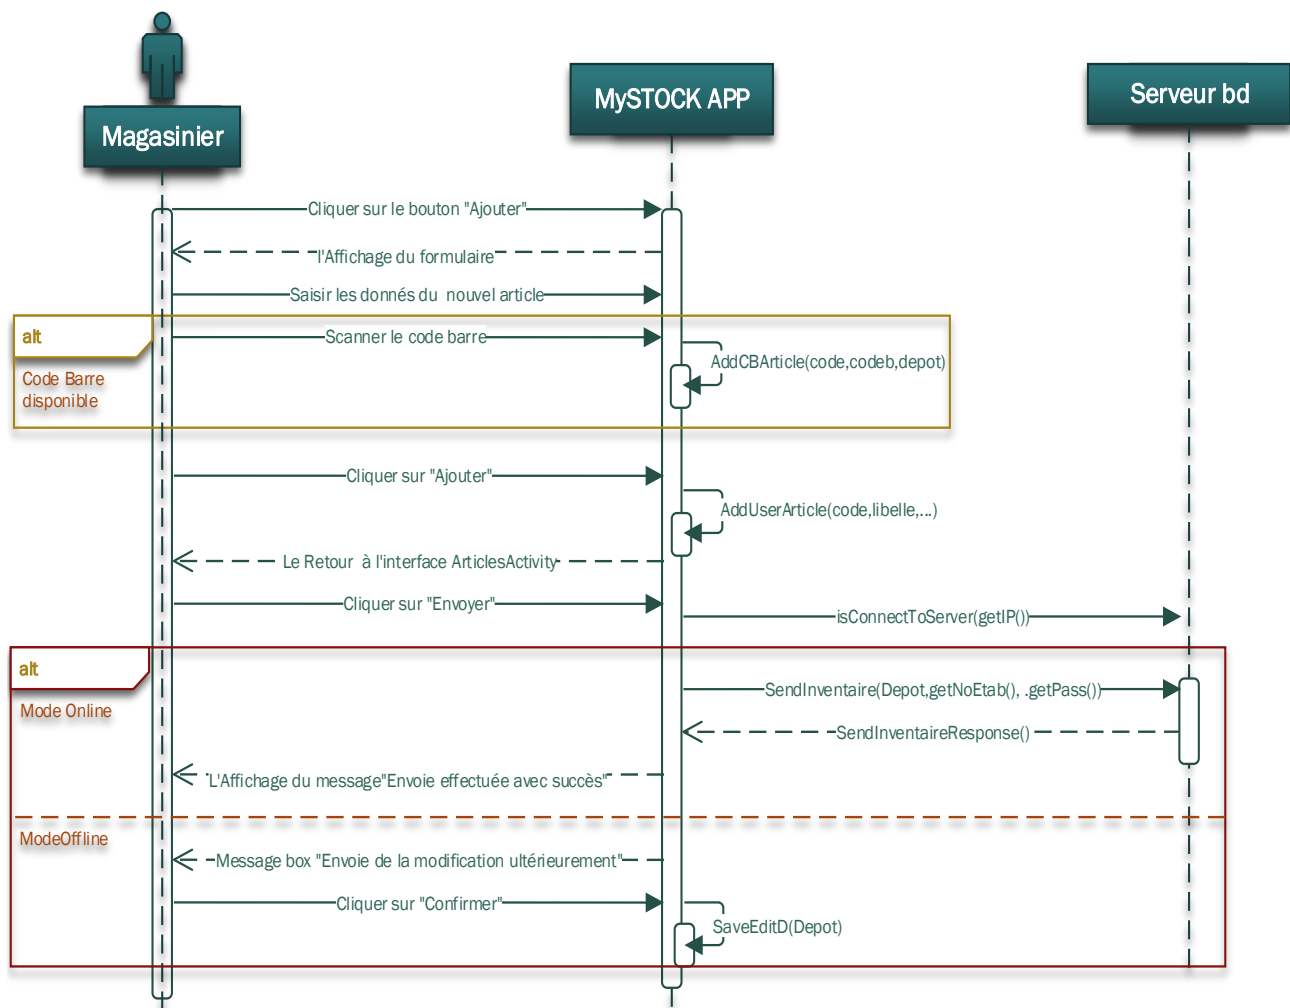 Magasinier
MySTOCK APP
Serveur bd
Cliquer sur le bouton "Ajouter"
l'Affichage du formulaire
Saisir les donnés du nouvel article
alt
Scanner le code barre
AddCBArticle(code,codeb,depot)
Code Barre
disponible
Cliquer sur "Ajouter"
AddUserArticle(code,libelle,...)
Le Retour à l'interface ArticlesActivity
Cliquer sur "Envoyer"
isConnectToServer(getIP())
alt
SendInventaire(Depot,getNoEtab(), .getPass())
Mode Online
SendInventaireResponse()
L'Affichage du message"Envoie effectuée avec succès"
ModeOffline
Message box "Envoie de la modification ultérieurement"
Cliquer sur "Confirmer"
SaveEditD(Depot)